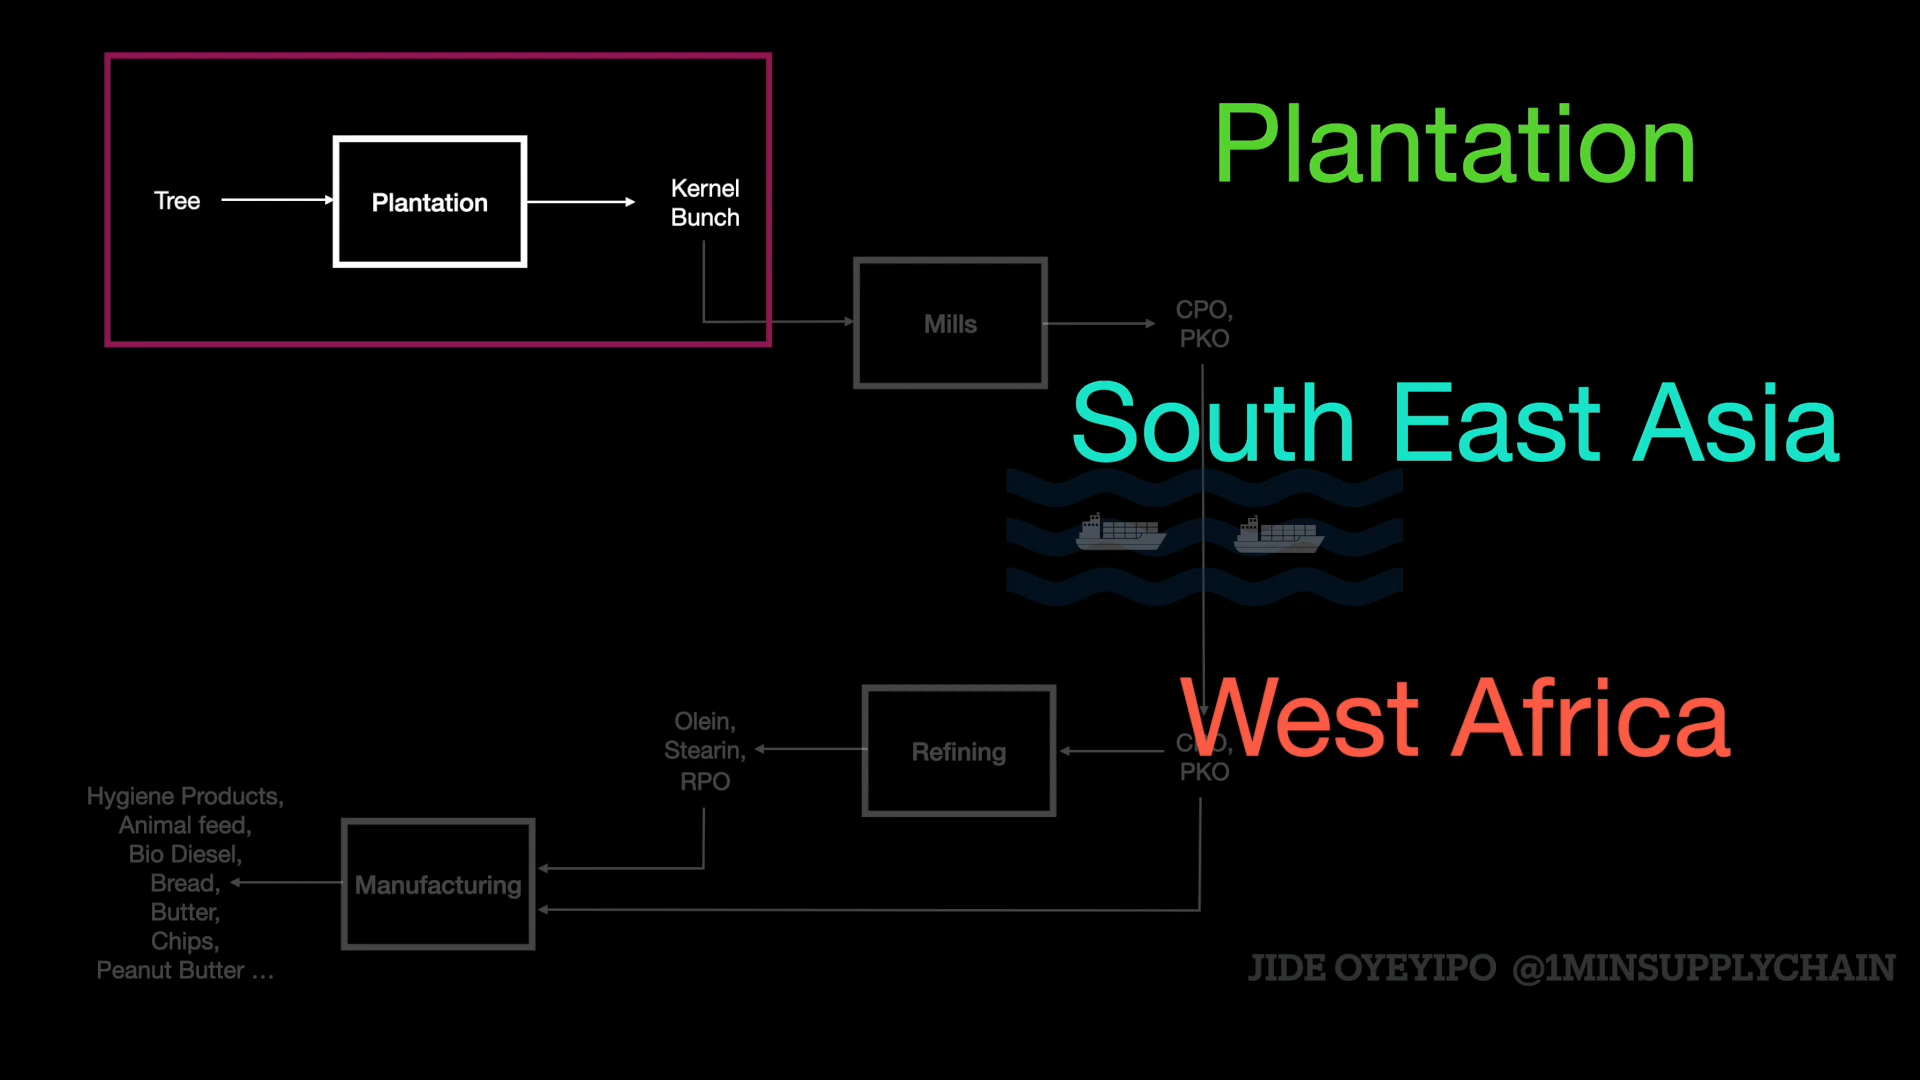 Plantation
Tree
Plantation
Kernel
Bunch
Mills
CPO,
PKO
South East Asia
West Africa
CPO,
PKO
Refining
Olein,
Stearin,
RPO
Manufacturing
Hygiene Products,
Animal feed,
Bio Diesel,
Bread,
Butter,
Chips,
Peanut Butter ...
JIDE OYEYIPO @1MINSUPPLYCHAIN